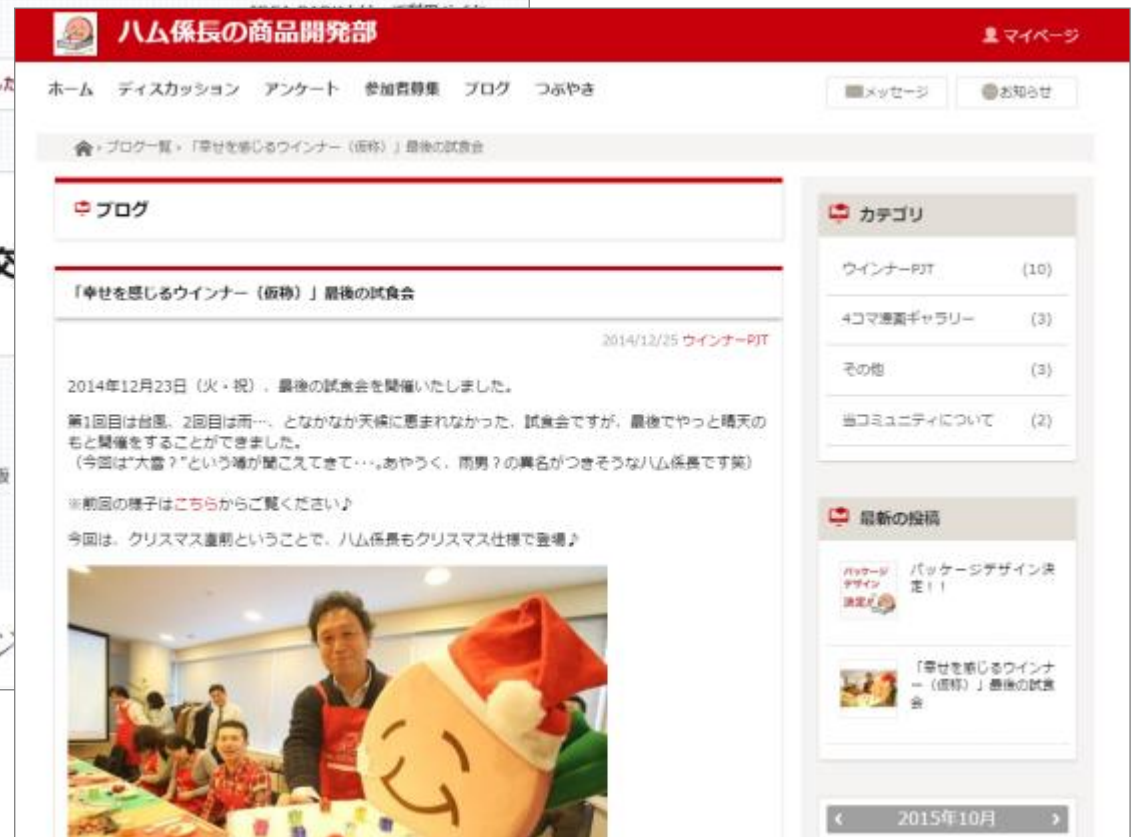 ハム係長の商品開発部
マイページ
ホーム ディスカッション アンケート 参加者募集 ブログ つぶやき
メッセージ お知らせ
ブログ一覧 › 「幸せを感じるウインナー（仮称）」最後の試食会
ブログ
「幸せを感じるウインナー（仮称）」最後の試食会
2014/12/25 ウインナーPJT
2014年12月23日（火・祝）、最後の試食会を開催いたしました。
第1回目は台風、2回目は雨…、となかなか天候に恵まれなかった、試食会ですが、最後でやっと晴天の
もと開催をすることができました。
（今回は"大雪？"という噂が聞こえてきて・・・。あやうく、雨男？の異名がつきそうなハム係長です笑）
※前回の様子はこちらからご覧ください♪
今回は、クリスマス直前ということで、ハム係長もクリスマス仕様で登場♪
カテゴリ
ウインナーPJT (10)
4コマ漫画ギャラリー (3)
その他 (3)
当コミュニティについて (2)
最新の投稿
パッケージ
デザイン
決定!
パッケージデザイン決
定！！
「幸せを感じるウインナ
ー（仮称）」最後の試食
会
‹ 2015年10月 ›